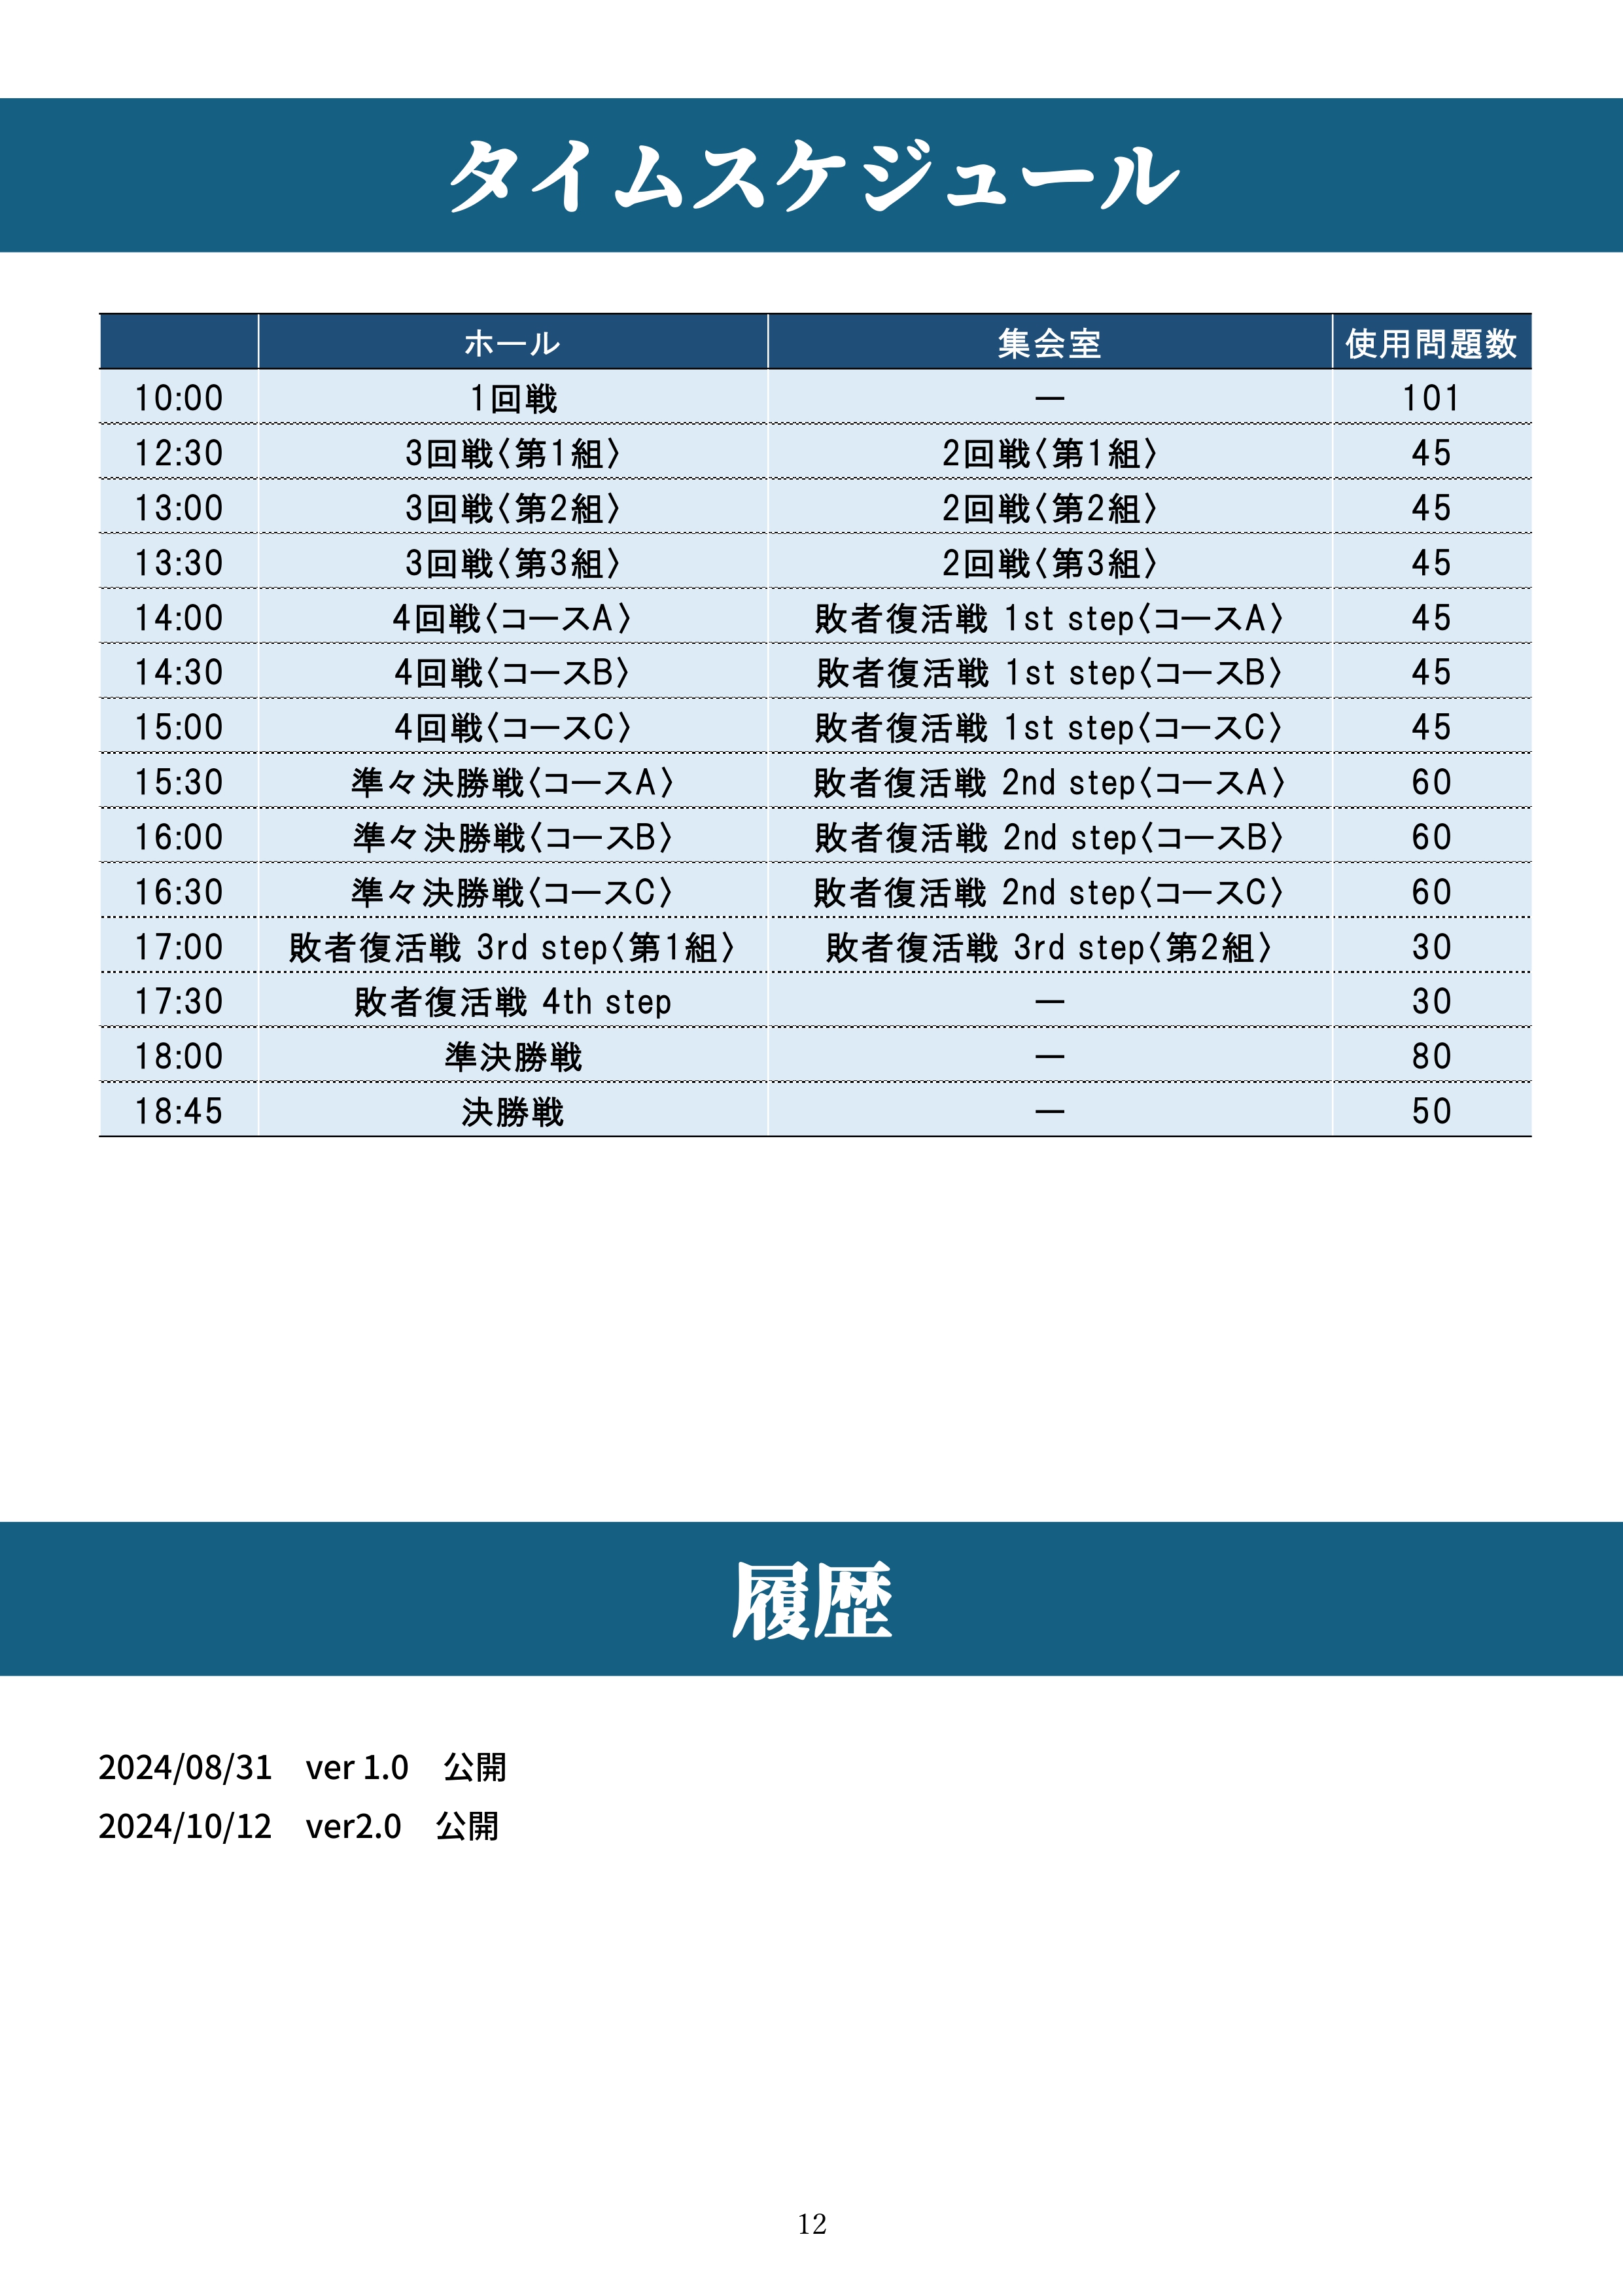 タイムスケジュール
ホール 集会室 使用問題数
10:00 1回戦 ― 101
12:30 3回戦〈第1組〉 2回戦〈第1組〉 45
13:00 3回戦〈第2組〉 2回戦〈第2組〉 45
13:30 3回戦〈第3組〉 2回戦〈第3組〉 45
14:00 4回戦〈コースA〉 敗者復活戦 1st step〈コースA〉 45
14:30 4回戦〈コースB〉 敗者復活戦 1st step〈コースB〉 45
15:00 4回戦〈コースC〉 敗者復活戦 1st step〈コースC〉 45
15:30 準々決勝戦〈コースA〉 敗者復活戦 2nd step〈コースA〉 60
16:00 準々決勝戦〈コースB〉 敗者復活戦 2nd step〈コースB〉 60
16:30 準々決勝戦〈コースC〉 敗者復活戦 2nd step〈コースC〉 60
17:00 敗者復活戦 3rd step〈第1組〉 敗者復活戦 3rd step〈第2組〉 30
17:30 敗者復活戦 4th step ― 30
18:00 準決勝戦 ― 80
18:45 決勝戦 ― 50
履歴
2024/08/31　ver 1.0　公開
2024/10/12　ver2.0　公開
12